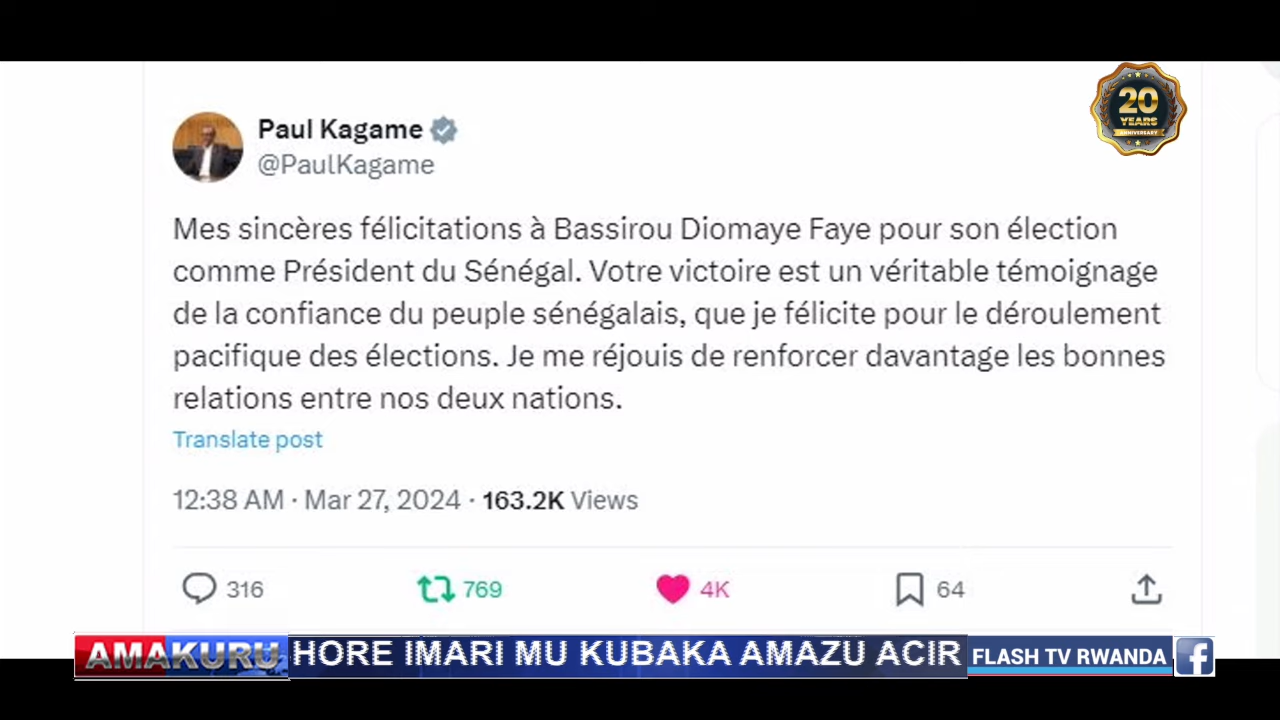 20
YEARS
ANNIVERSARY
Paul Kagame
@PaulKagame
Mes sincères félicitations à Bassirou Diomaye Faye pour son élection
comme Président du Sénégal. Votre victoire est un véritable témoignage
de la confiance du peuple sénégalais, que je félicite pour le déroulement
pacifique des élections. Je me réjouis de renforcer davantage les bonnes
relations entre nos deux nations.
Translate post
12:38 AM · Mar 27, 2024 · 163.2K Views
316 769 4K 64
AMAKURU HORE IMARI MU KUBAKA AMAZU ACIR FLASH TV RWANDA f